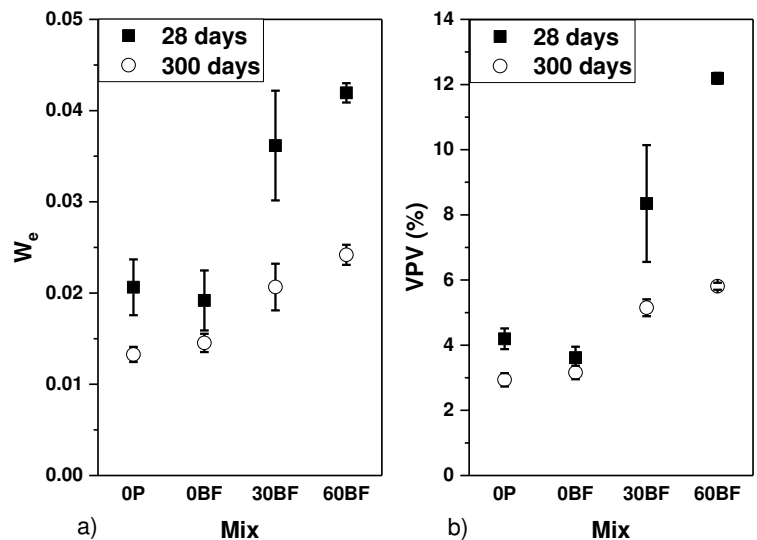 0.05
0.04
0.03
0.02
0.01
0.00
Wₑ
28 days
300 days
0P 0BF 30BF 60BF
a) Mix
14
12
10
8
6
4
2
0
VPV (%)
28 days
300 days
0P 0BF 30BF 60BF
b) Mix